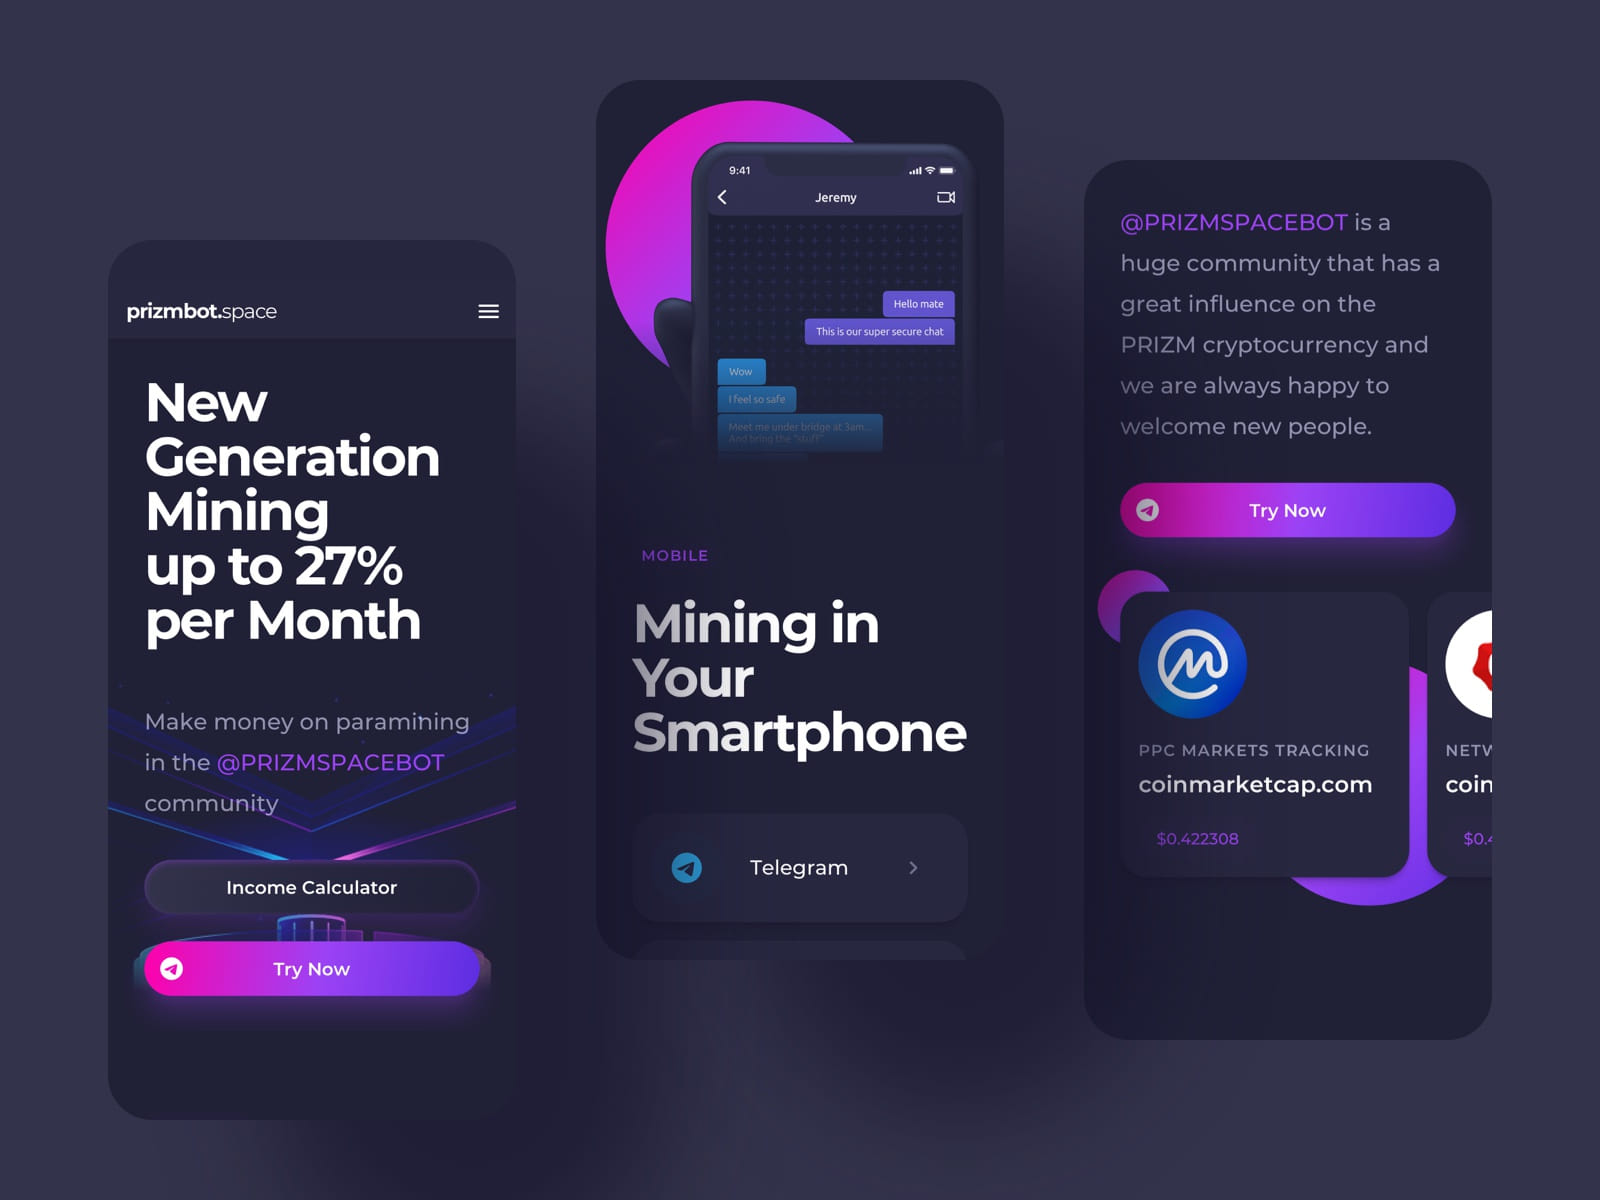 prizmbot.space
New
Generation
Mining
up to 27%
per Month
Make money on paramining
in the @PRIZMSPACEBOT
community
Income Calculator
Try Now
9:41
Jeremy
Hello mate
This is our super secure chat
Wow
I feel so safe
Meet me under bridge at 3am...
And bring the "stuff"
MOBILE
Mining in
Your
Smartphone
Telegram
@PRIZMSPACEBOT is a
huge community that has a
great influence on the
PRIZM cryptocurrency and
we are always happy to
welcome new people.
Try Now
PPC MARKETS TRACKING
coinmarketcap.com
$0.422308
NETW
coin
$0.4